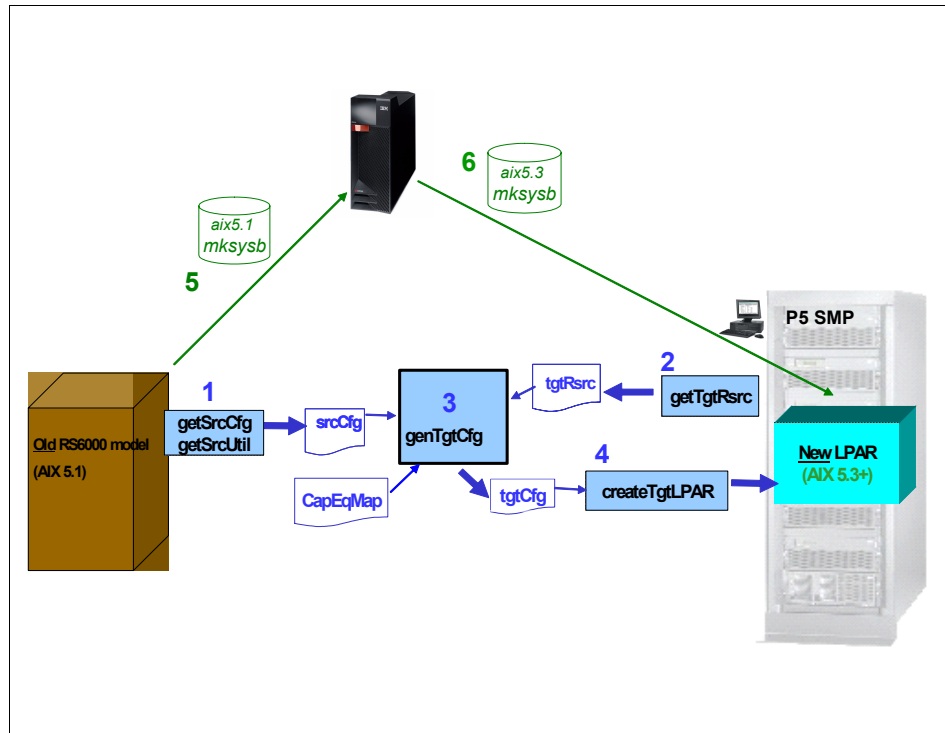 IBM
6
aix5.3
mksysb
aix5.1
mksysb
5
P5 SMP
1
getSrcCfg
getSrcUtil
srcCfg
3
genTgtCfg
tgtRsrc
2
getTgtRsrc
Old RS6000 model
(AIX 5.1)
CapEqMap
tgtCfg
4
createTgtLPAR
New LPAR
(AIX 5.3+)